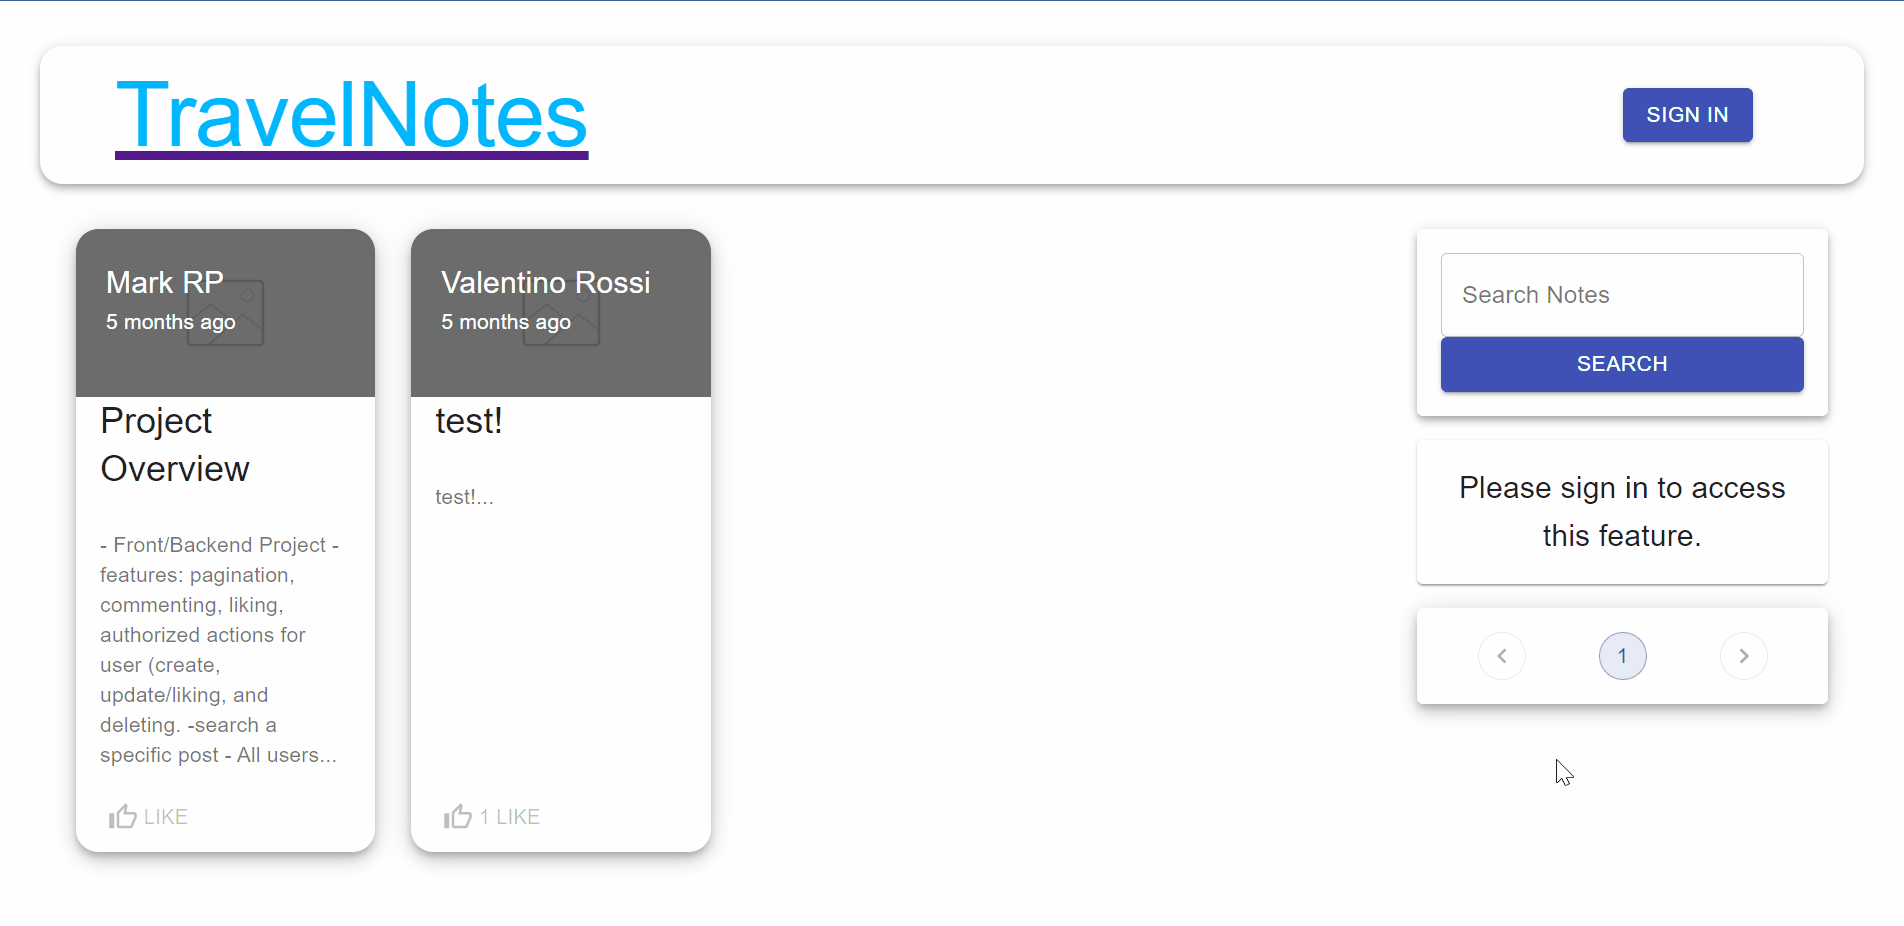 TravelNotes
SIGN IN
Mark RP
5 months ago
Project
Overview
- Front/Backend Project -
features: pagination,
commenting, liking,
authorized actions for
user (create,
update/liking, and
deleting. -search a
specific post - All users...
LIKE
Valentino Rossi
5 months ago
test!
test!...
1 LIKE
Search Notes
SEARCH
Please sign in to access
this feature.
1